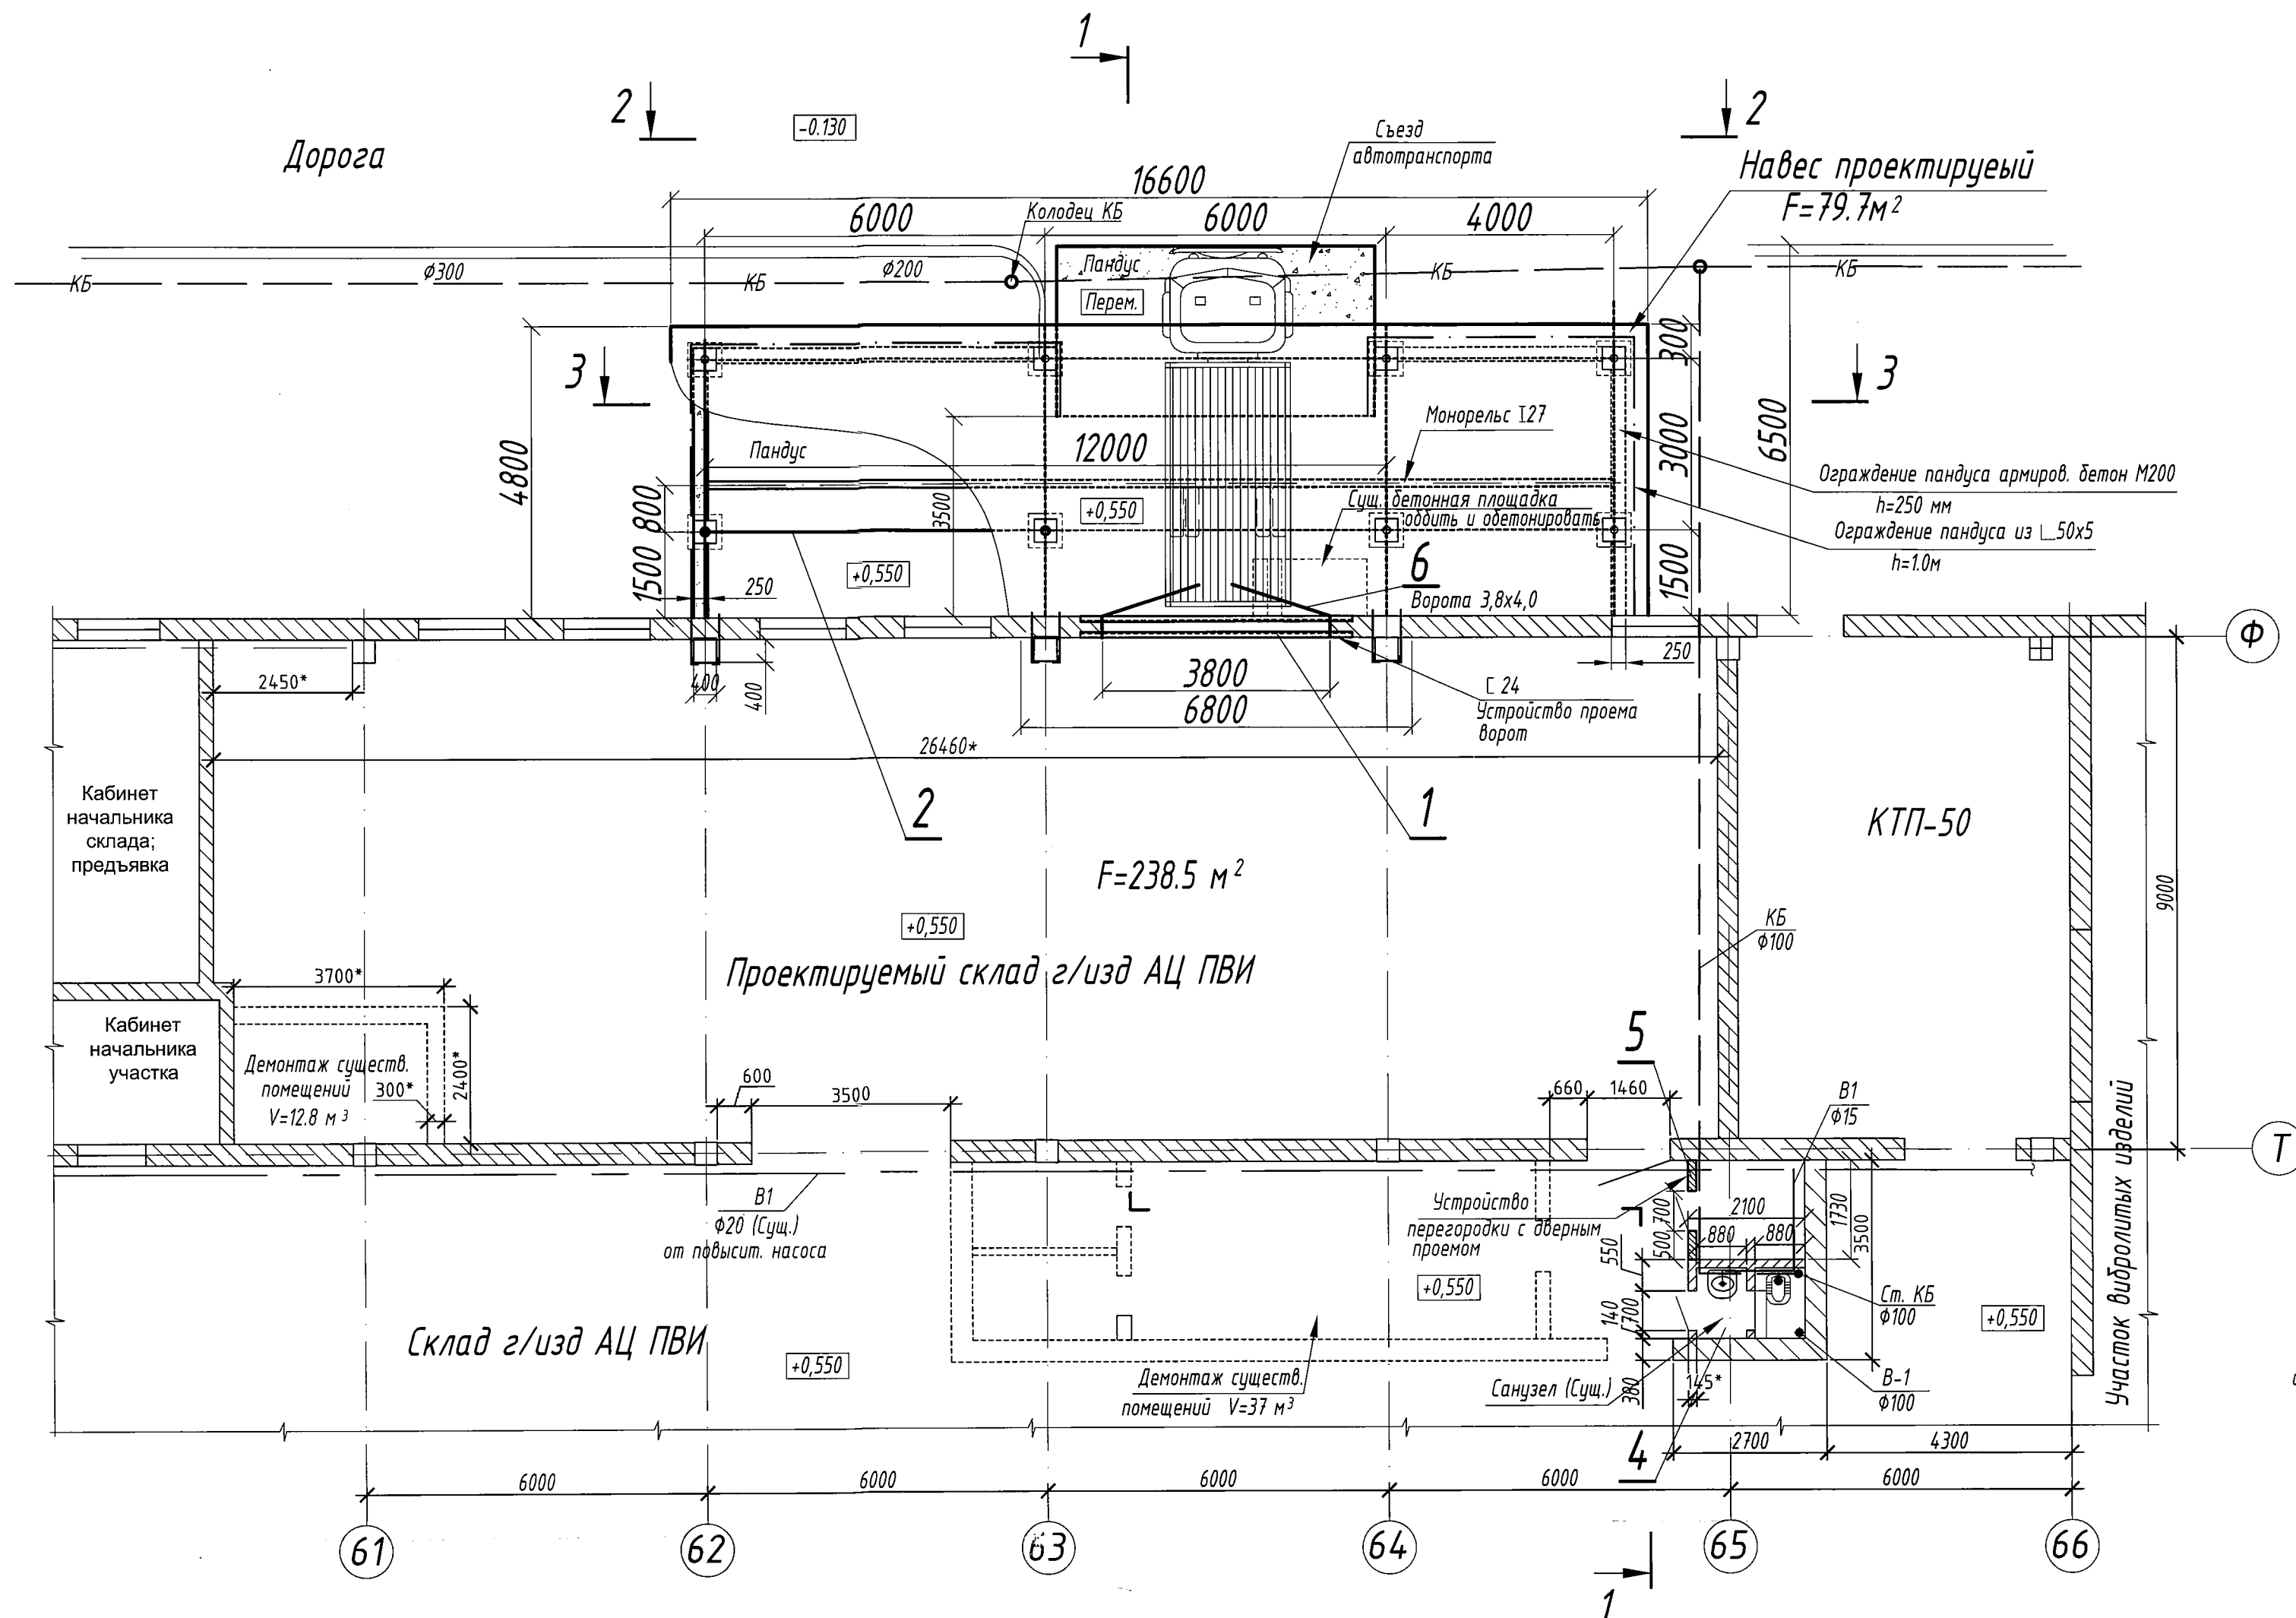 1
2
2
-0.130
Дорога
Съезд
автотранспорта
Навес проектируеый
F=79.7м²
16600
6000
6000
4000
Колодец КБ
КБ
Ф300
КБ
Ф200
Пандус
КБ
КБ
Перем.
3
3
300
4800
3000
6500
Монорельс I27
12000
Пандус
800
3500
+0,550
Сущ. бетонная площадка
оббить и обетонировать
Ограждение пандуса армиров. бетон М200
h=250 мм
Ограждение пандуса из ∟50х5
h=1.0м
1500
250
+0,550
1500
6
Ворота 3,8х4,0
Ф
2450*
400
400
3800
6800
250
[ 24
Устройство проема
ворот
26460*
2
1
Кабинет
начальника
склада;
предъявка
КТП-50
F=238.5 м²
9000
+0,550
КБ
Ф100
Проектируемый склад г/изд АЦ ПВИ
3700*
Кабинет
начальника
участка
Демонтаж существ.
помещений
V=12.8 м³
300*
2400*
5
600
3500
660
1460
В1
Ф15
Т
В1
Ф20 (Сущ.)
от повысит. насоса
Устройство
перегородки с дверным
проемом
700
500
2100
880
880
1730
3500
550
+0,550
140
700
Ст. КБ
Ф100
+0,550
Участок вибролитых изделий
Склад г/изд АЦ ПВИ
+0,550
Демонтаж существ.
помещений V=37 м³
Санузел (Сущ.)
380
145*
В-1
Ф100
4
2700
4300
6000
6000
6000
6000
6000
61
62
63
64
65
66
1